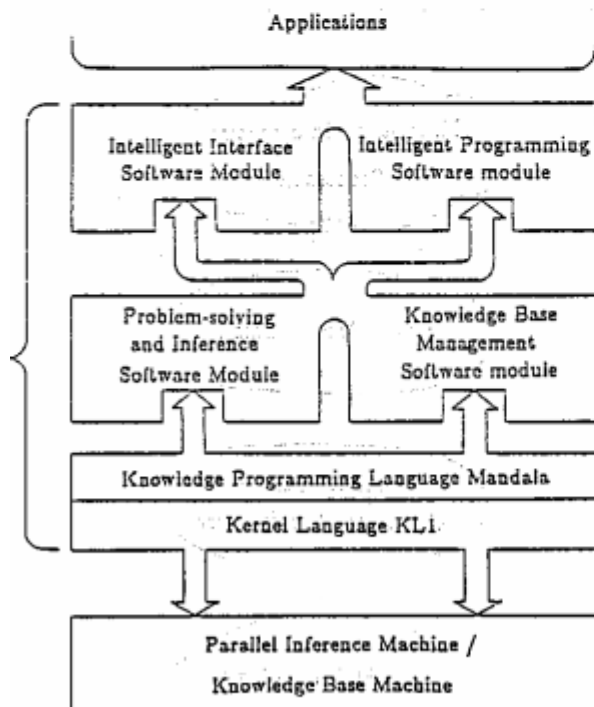 Applications
Intelligent Interface
Software Module
Intelligent Programming
Software module
Problem-solving
and Inference
Software Module
Knowledge Base
Management
Software module
Knowledge Programming Language Mandala
Kernel Language KL1
Parallel Inference Machine /
Knowledge Base Machine